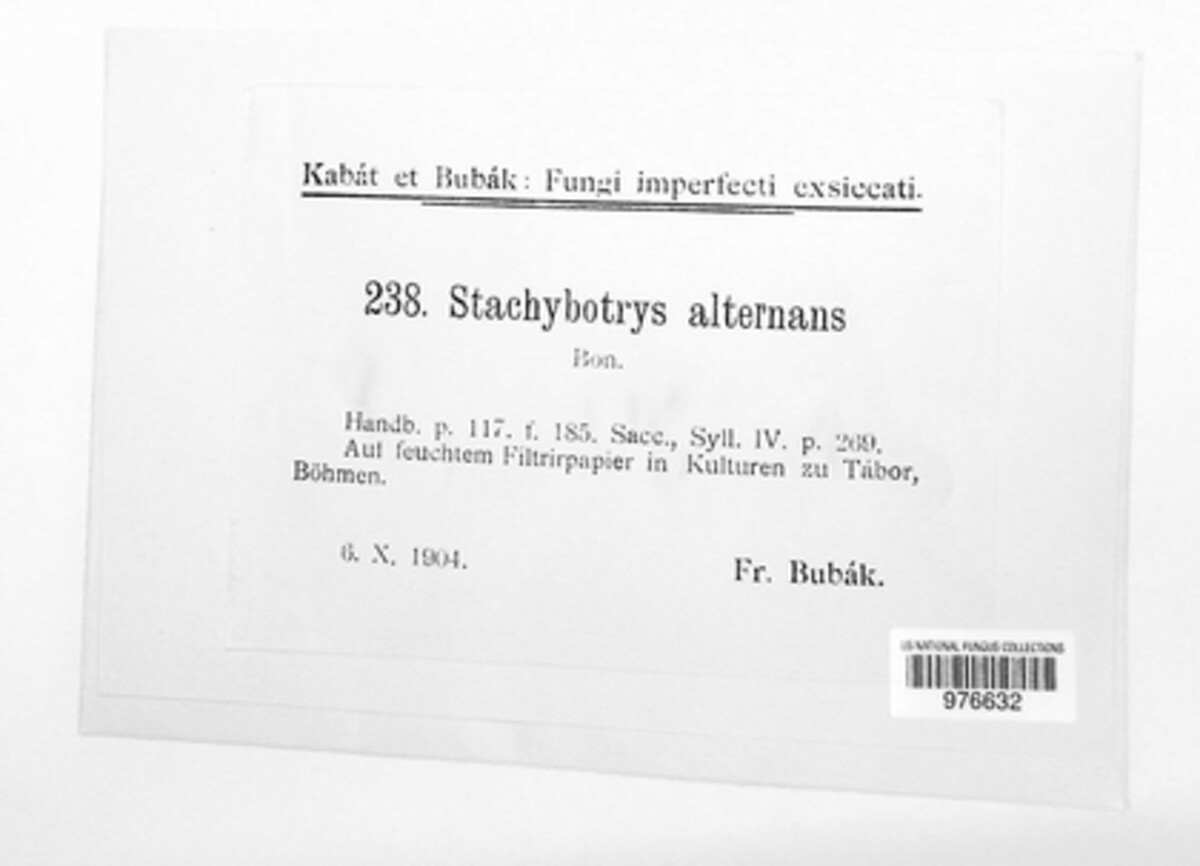 Kabát et Bubák: Fungi imperfecti exsiccati.
238. Stachybotrys alternans
Bon.
Handb. p. 117. f. 185. Sacc., Syll. IV. p. 269.
Auf feuchtem Filtrirpapier in Kulturen zu Tábor,
Böhmen.
6. X. 1904.
Fr. Bubák.
US NATIONAL FUNGUS COLLECTIONS
976632